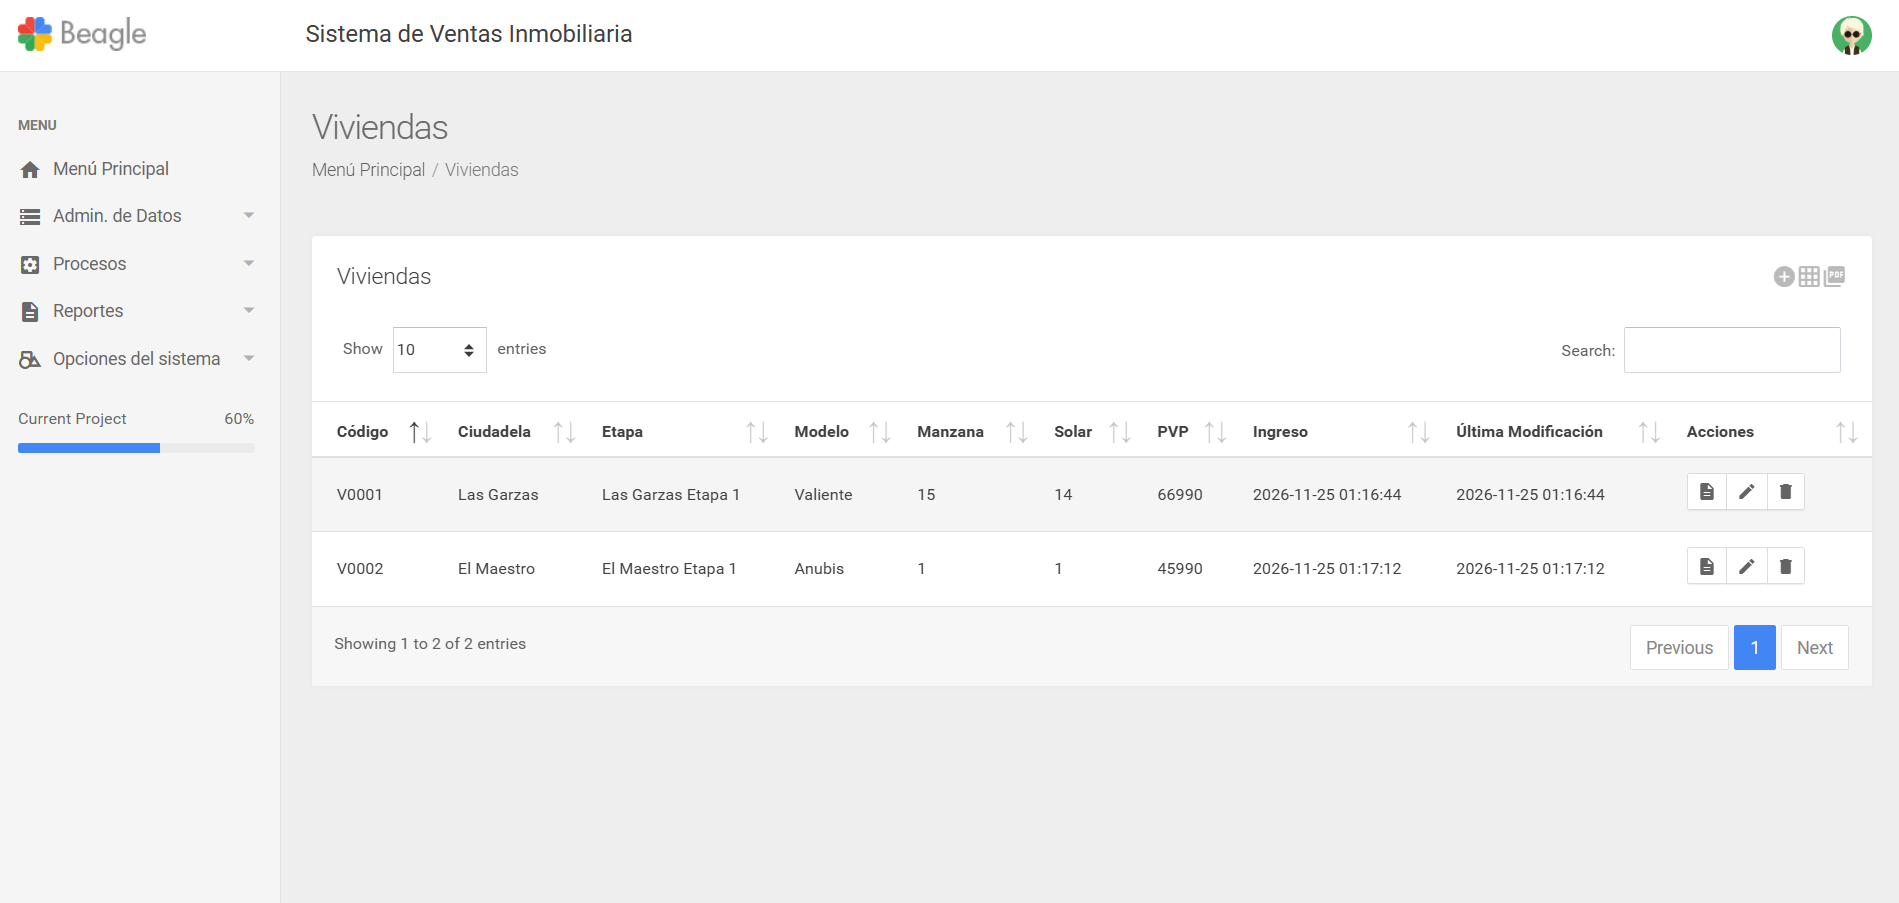 Beagle
Sistema de Ventas Inmobiliaria
MENU
Menú Principal
Admin. de Datos
Procesos
Reportes
Opciones del sistema
Current Project 60%
Viviendas
Menú Principal / Viviendas
Viviendas
PDF
Show 10 entries Search:
Código Ciudadela Etapa Modelo Manzana Solar PVP Ingreso Última Modificación Acciones
V0001 Las Garzas Las Garzas Etapa 1 Valiente 15 14 66990 2026-11-25 01:16:44 2026-11-25 01:16:44
V0002 El Maestro El Maestro Etapa 1 Anubis 1 1 45990 2026-11-25 01:17:12 2026-11-25 01:17:12
Showing 1 to 2 of 2 entries
Previous 1 Next